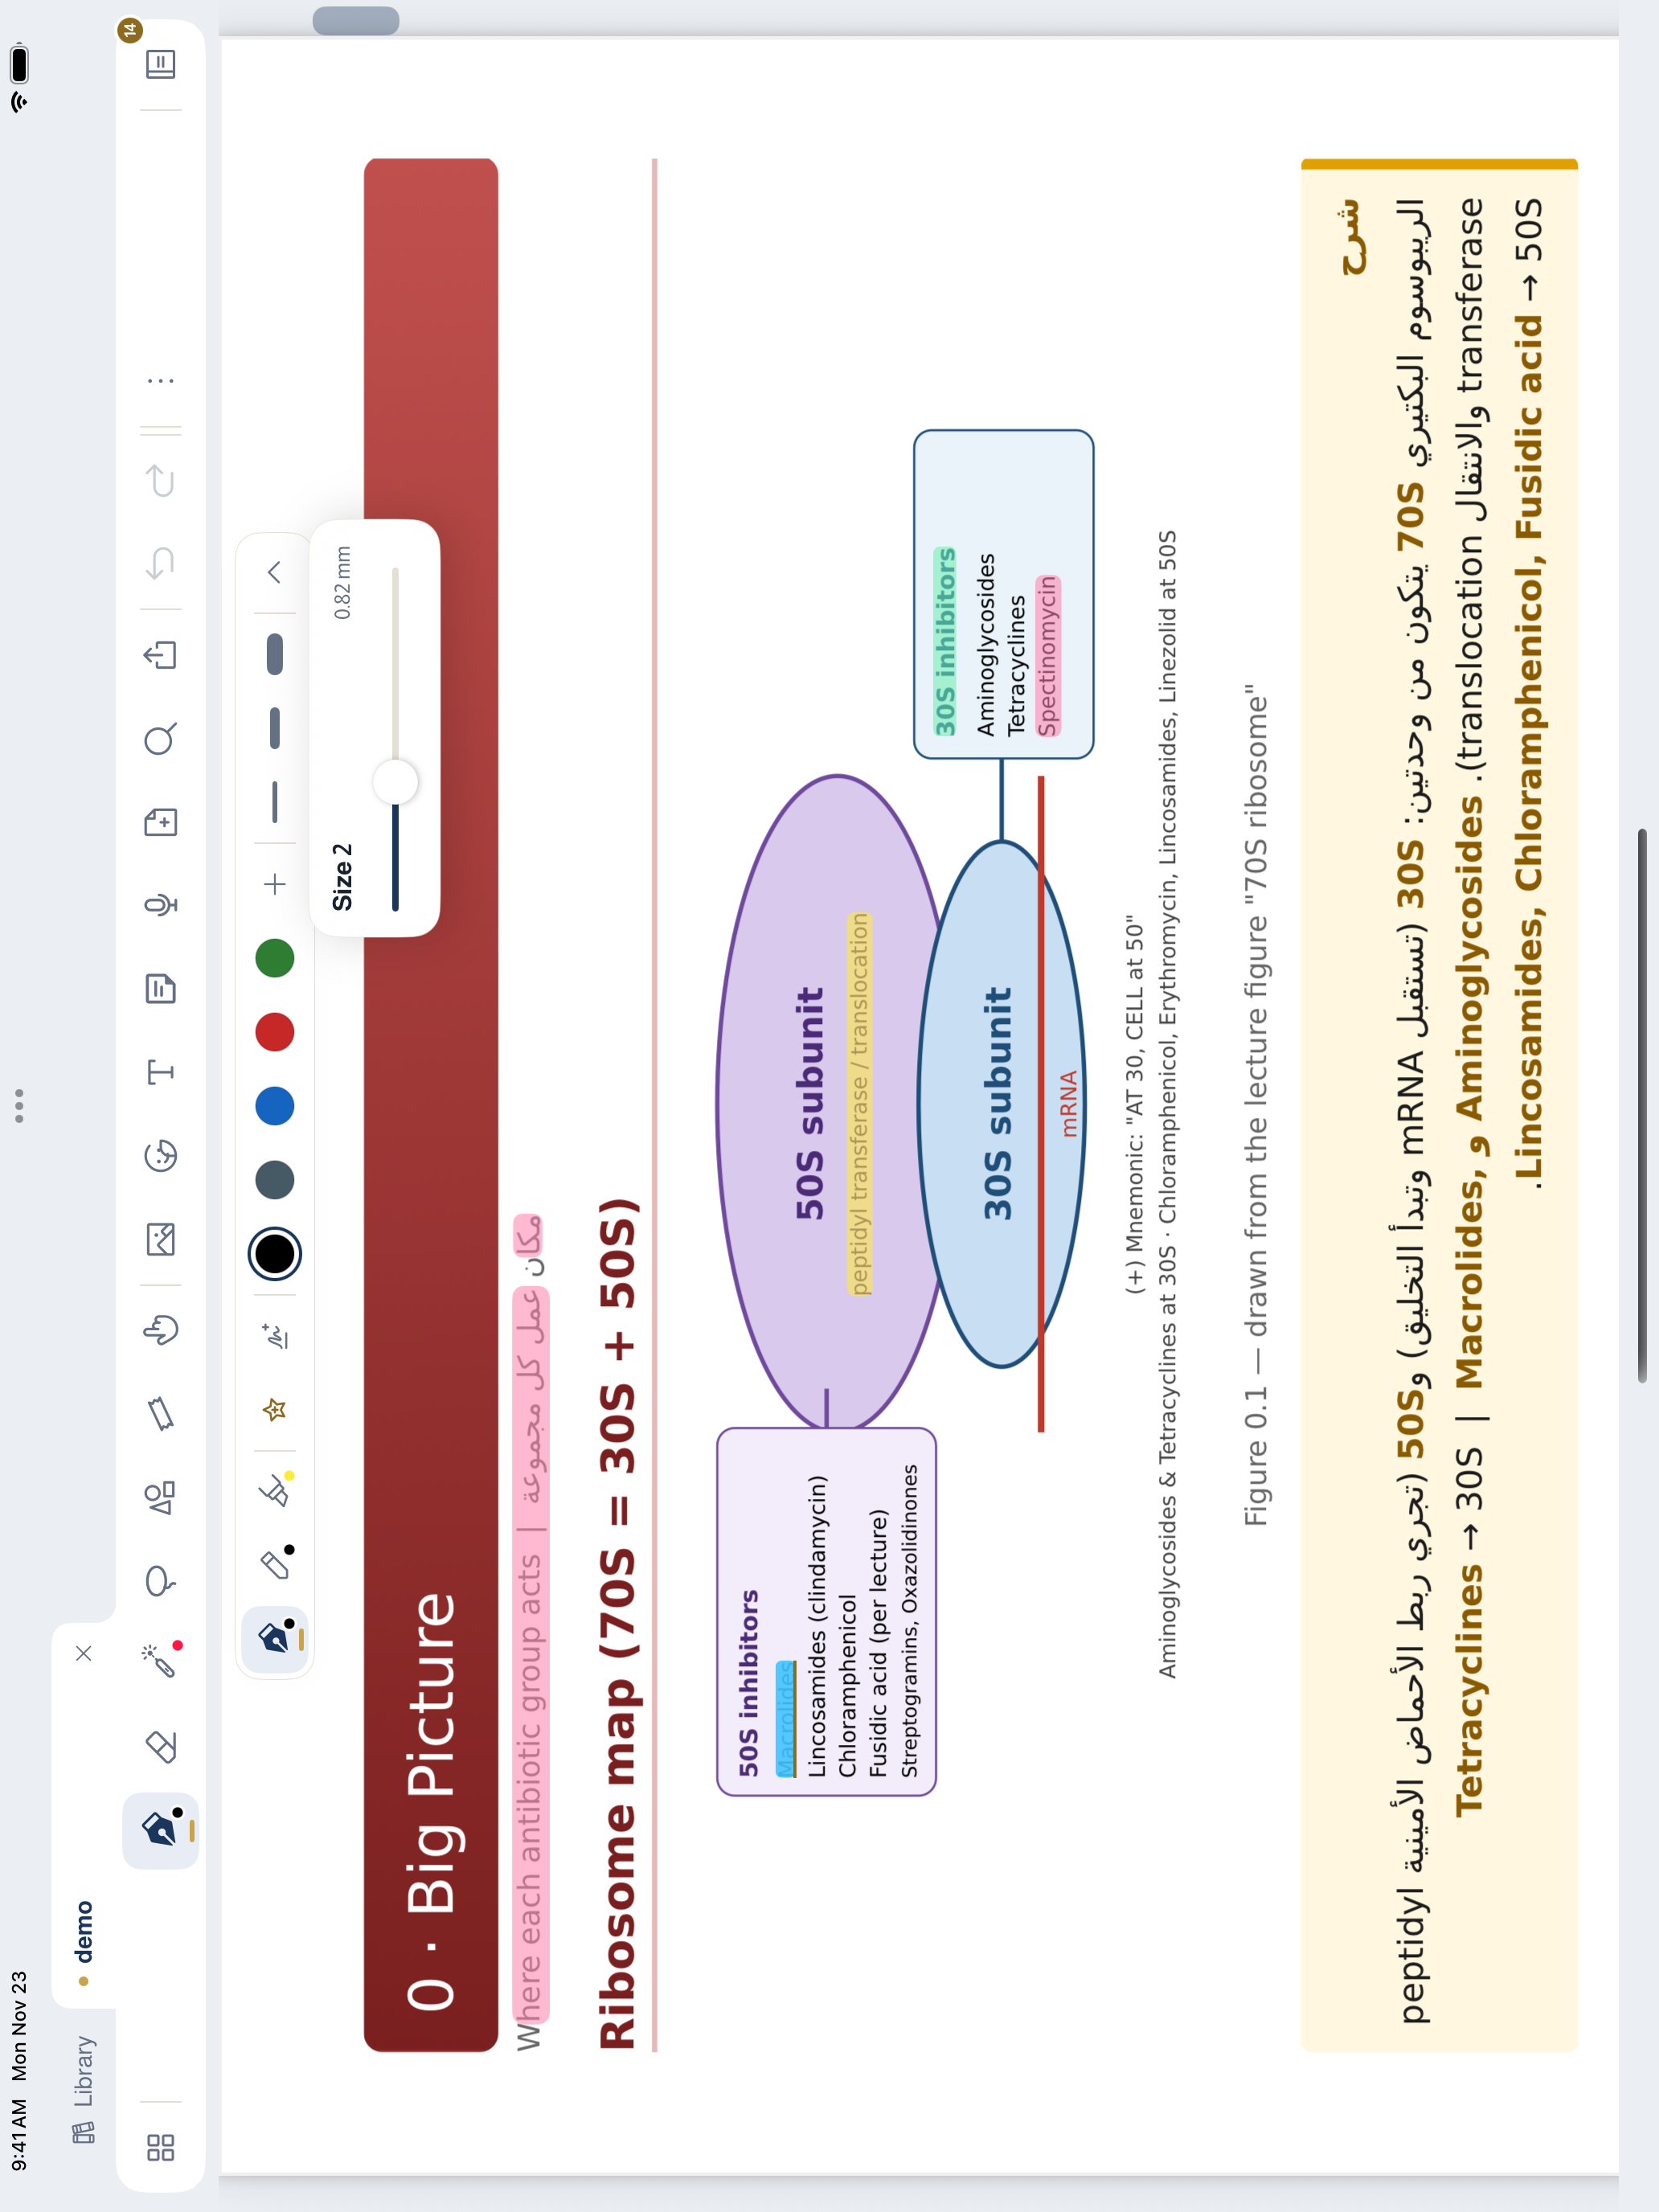 9:41 AM Mon Nov 23
Library
demo
14
Size 2
0.82 mm
0 · Big Picture
Where each antibiotic group acts | مكان عمل كل مجموعة
Ribosome map (70S = 30S + 50S)
50S inhibitors
Macrolides
Lincosamides (clindamycin)
Chloramphenicol
Fusidic acid (per lecture)
Streptogramins, Oxazolidinones
50S subunit
peptidyl transferase / translocation
30S subunit
mRNA
30S inhibitors
Aminoglycosides
Tetracyclines
Spectinomycin
(+) Mnemonic: "AT 30, CELL at 50"
Aminoglycosides & Tetracyclines at 30S · Chloramphenicol, Erythromycin, Lincosamides, Linezolid at 50S
Figure 0.1 — drawn from the lecture figure "70S ribosome"
شرح
الريبوسوم البكتيري 70S يتكون من وحدتين: 30S (تستقبل mRNA وتبدأ التخليق) و50S (تجري ربط الأحماض الأمينية peptidyl
transferase والانتقال translocation). Aminoglycosides و Tetracyclines → 30S | Macrolides,
Lincosamides, Chloramphenicol, Fusidic acid → 50S.